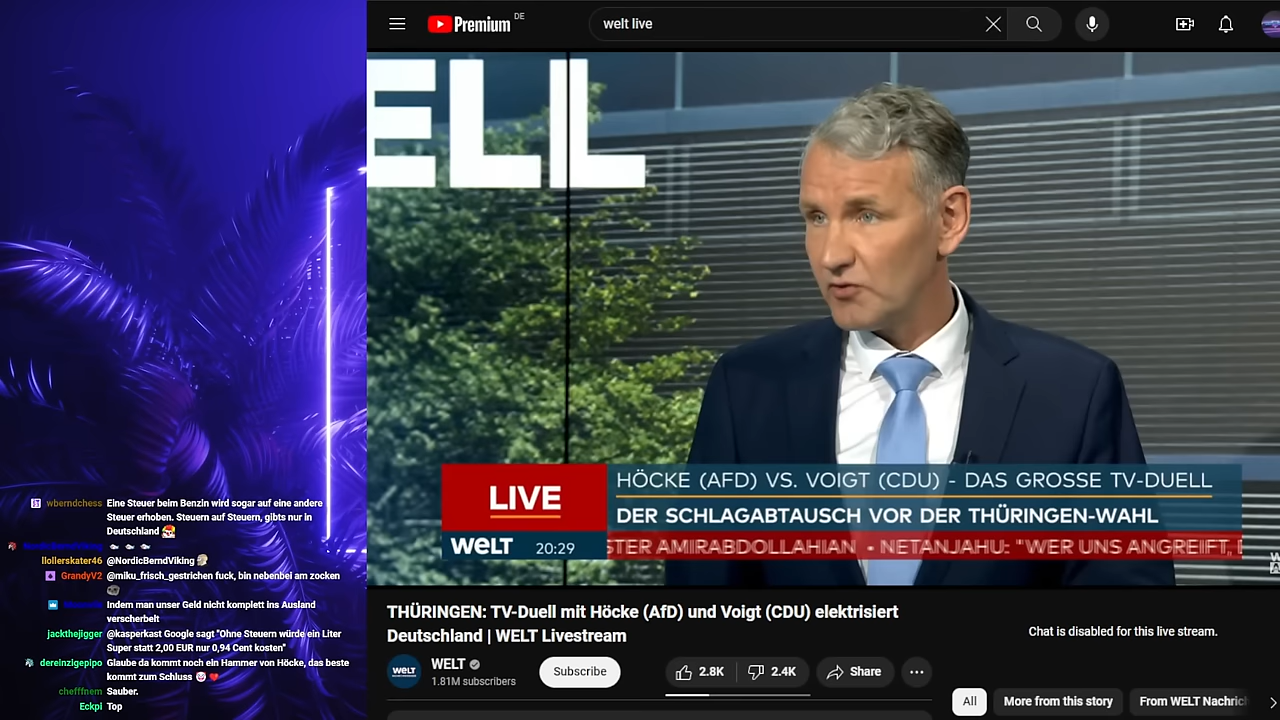 Premium DE
welt live
ELL
HÖCKE (AFD) VS. VOIGT (CDU) - DAS GROSSE TV-DUELL
LIVE
DER SCHLAGABTAUSCH VOR DER THÜRINGEN-WAHL
WELT 20:29
STER AMIRABDOLLAHIAN • NETANJAHU: "WER UNS ANGREIFT,
THÜRINGEN: TV-Duell mit Höcke (AfD) und Voigt (CDU) elektrisiert
Deutschland | WELT Livestream
Chat is disabled for this live stream.
WELT
1.81M subscribers
Subscribe
2.8K
2.4K
Share
All
More from this story
From WELT Nachric
wberndchess Eine Steuer beim Benzin wird sogar auf eine andere
Steuer erhoben. Steuern auf Steuern, gibts nur in
Deutschland
llollerskater46 @NordicBerndViking
GrandyV2 @miku_frisch_gestrichen fuck, bin nebenbei am zocken
Indem man unser Geld nicht komplett ins Ausland
verscherbelt
jackthejigger @kasperkast Google sagt "Ohne Steuern würde ein Liter
Super statt 2,00 EUR nur 0,94 Cent kosten"
dereinzigepipo Glaube da kommt noch ein Hammer von Höcke, das beste
kommt zum Schluss
chefffnem Sauber.
Eckpi Top